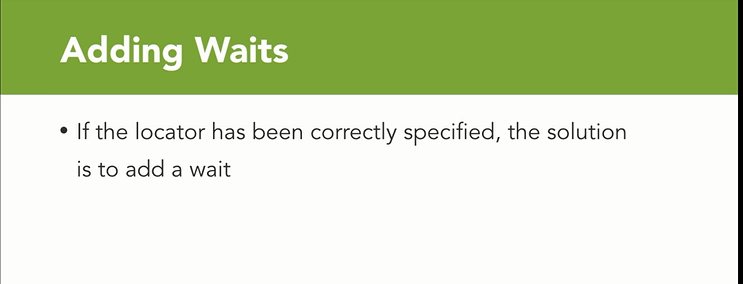 Adding Waits
• If the locator has been correctly specified, the solution
is to add a wait